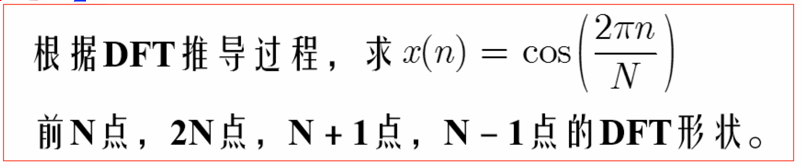 根据DFT推导过程，求x(n) = cos(2πn/N)
前N点，2N点，N + 1点，N − 1点的DFT形状。